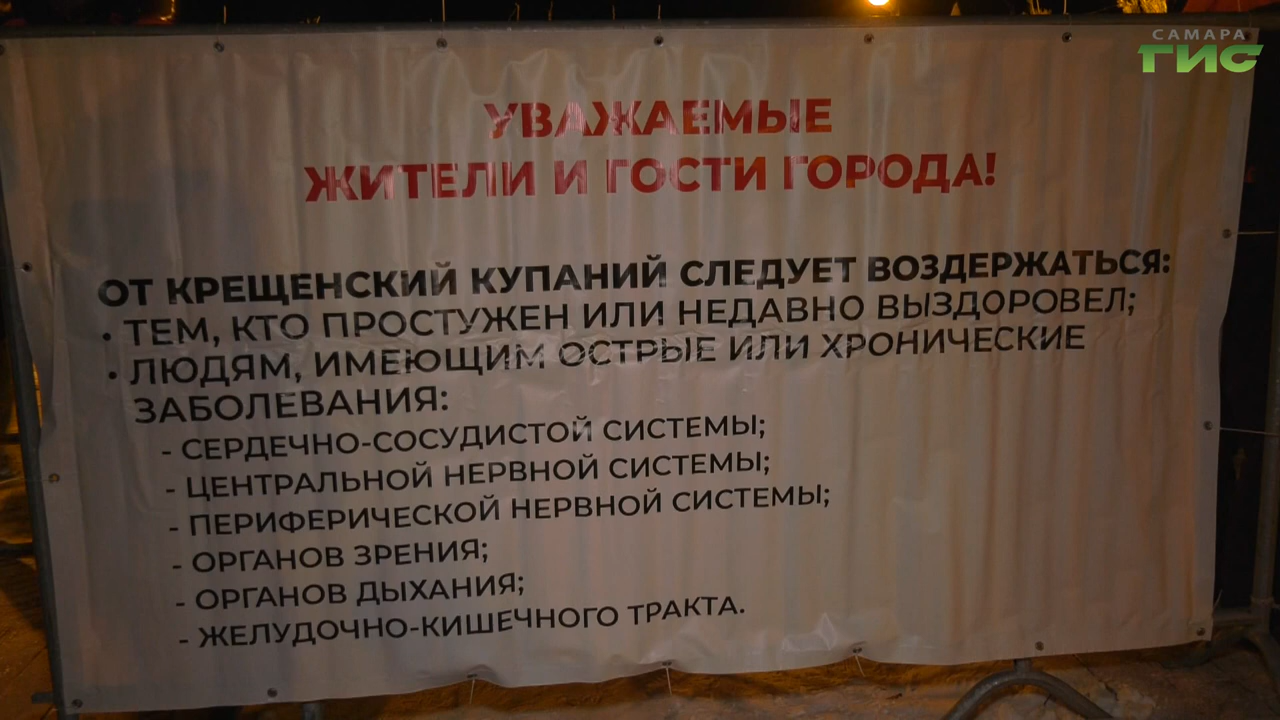 САМАРА
ГИС
УВАЖАЕМЫЕ
ЖИТЕЛИ И ГОСТИ ГОРОДА!
ОТ КРЕЩЕНСКИЙ КУПАНИЙ СЛЕДУЕТ ВОЗДЕРЖАТЬСЯ:
• ТЕМ, КТО ПРОСТУЖЕН ИЛИ НЕДАВНО ВЫЗДОРОВЕЛ;
• ЛЮДЯМ, ИМЕЮЩИМ ОСТРЫЕ ИЛИ ХРОНИЧЕСКИЕ
ЗАБОЛЕВАНИЯ:
- СЕРДЕЧНО-СОСУДИСТОЙ СИСТЕМЫ;
- ЦЕНТРАЛЬНОЙ НЕРВНОЙ СИСТЕМЫ;
- ПЕРИФЕРИЧЕСКОЙ НЕРВНОЙ СИСТЕМЫ;
- ОРГАНОВ ЗРЕНИЯ;
- ОРГАНОВ ДЫХАНИЯ;
- ЖЕЛУДОЧНО-КИШЕЧНОГО ТРАКТА.